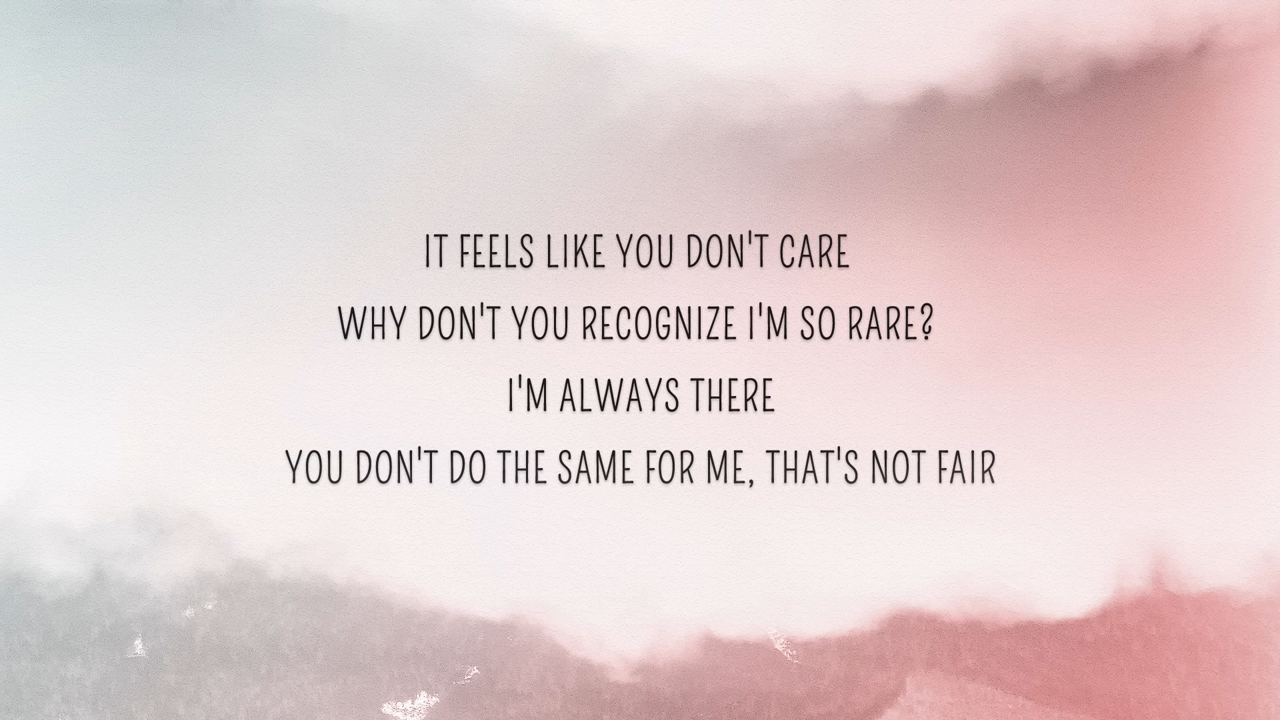 IT FEELS LIKE YOU DON'T CARE
WHY DON'T YOU RECOGNIZE I'M SO RARE?
I'M ALWAYS THERE
YOU DON'T DO THE SAME FOR ME, THAT'S NOT FAIR